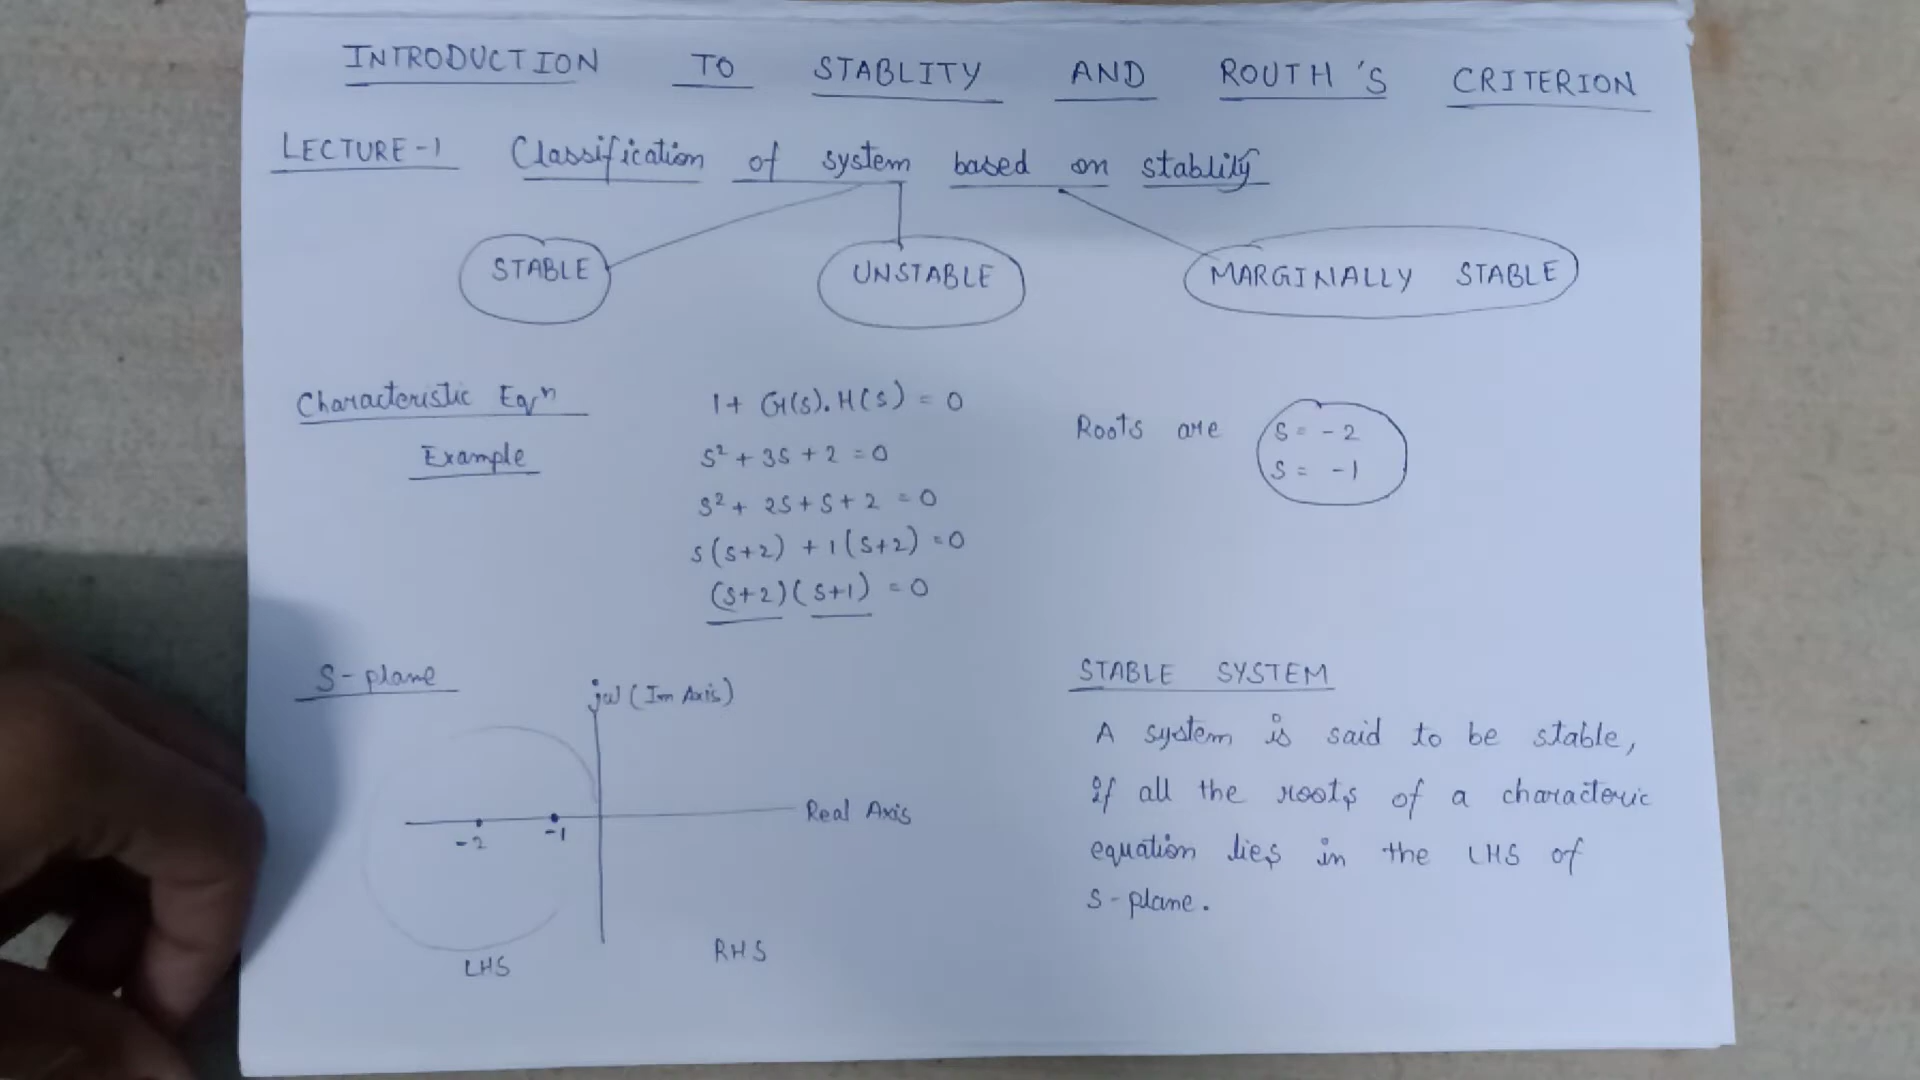 INTRODUCTION TO STABLITY AND ROUTH'S CRITERION
LECTURE-1 Classification of system based on stablity
STABLE UNSTABLE MARGINALLY STABLE
Characteristic Eqⁿ 1 + G(s).H(s) = 0
Example s² + 3s + 2 = 0
s² + 2s + s + 2 = 0
s(s+2) + 1(s+2) = 0
(s+2)(s+1) = 0
Roots are s = -2
s = -1
S-plane
jω (Im Axis)
Real Axis
-2 -1
LHS RHS
STABLE SYSTEM
A system is said to be stable,
if all the roots of a characteric
equation lies in the LHS of
s-plane.